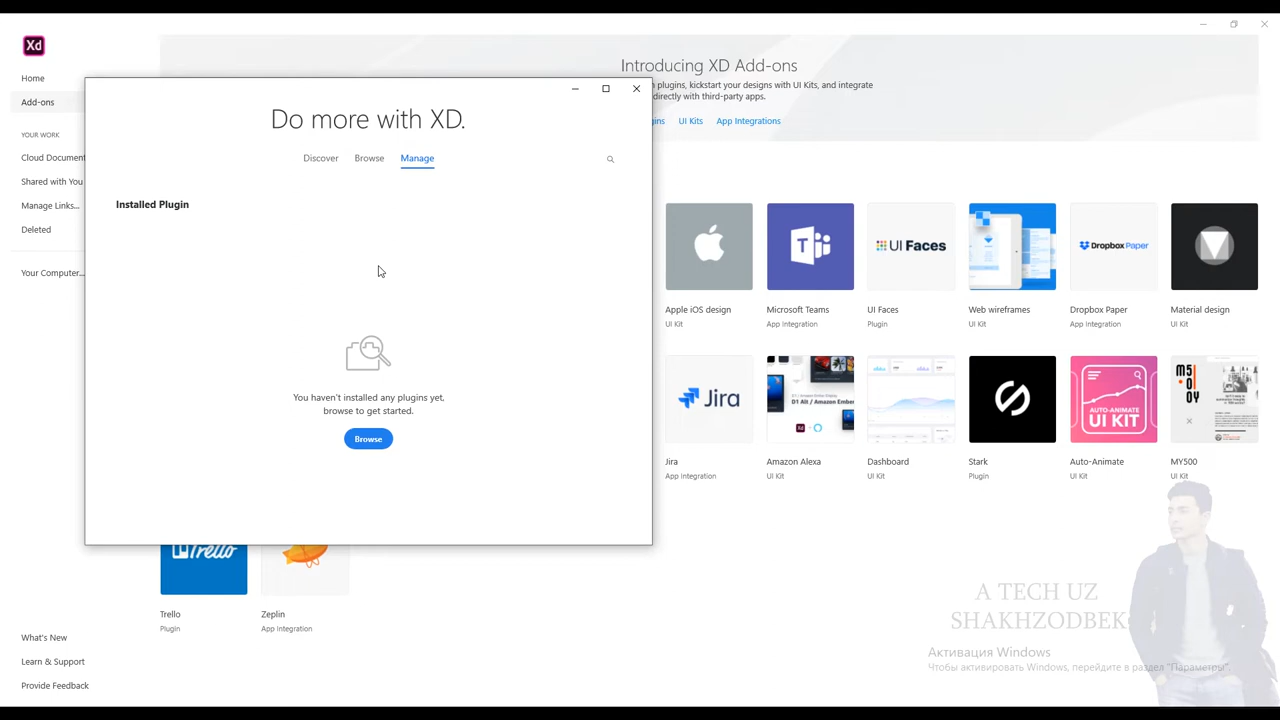 Xd
Home
Add-ons
YOUR WORK
Cloud Document
Shared with You
Manage Links...
Deleted
Your Computer...
What's New
Learn & Support
Provide Feedback
Introducing XD Add-ons
plugins, kickstart your designs with UI Kits, and integrate
directly with third-party apps.
UI Kits
App Integrations
Do more with XD.
Discover
Browse
Manage
Installed Plugin
You haven't installed any plugins yet,
browse to get started.
Browse
Apple iOS design
UI Kit
Microsoft Teams
App Integration
UI Faces
UI Faces
Plugin
Web wireframes
UI Kit
Dropbox Paper
Dropbox Paper
App Integration
Material design
UI Kit
Jira
Jira
App Integration
D1 Alt / Amazon Ember
Amazon Alexa
UI Kit
Dashboard
UI Kit
Stark
Plugin
AUTO-ANIMATE
UI KIT
Auto-Animate
UI Kit
MY500
UI Kit
Trello
Trello
Plugin
Zeplin
App Integration
A TECH UZ
SHAKHZODBEK
Активация Windows
Чтобы активировать Windows, перейдите в раздел "Параметры".